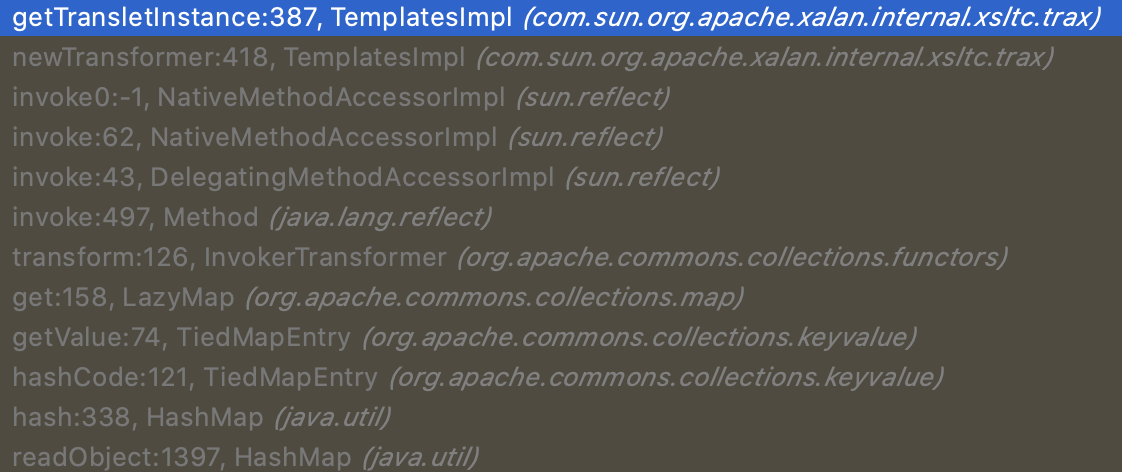 getTransletInstance:387, TemplatesImpl (com.sun.org.apache.xalan.internal.xsltc.trax)
newTransformer:418, TemplatesImpl (com.sun.org.apache.xalan.internal.xsltc.trax)
invoke0:-1, NativeMethodAccessorImpl (sun.reflect)
invoke:62, NativeMethodAccessorImpl (sun.reflect)
invoke:43, DelegatingMethodAccessorImpl (sun.reflect)
invoke:497, Method (java.lang.reflect)
transform:126, InvokerTransformer (org.apache.commons.collections.functors)
get:158, LazyMap (org.apache.commons.collections.map)
getValue:74, TiedMapEntry (org.apache.commons.collections.keyvalue)
hashCode:121, TiedMapEntry (org.apache.commons.collections.keyvalue)
hash:338, HashMap (java.util)
readObject:1397, HashMap (java.util)